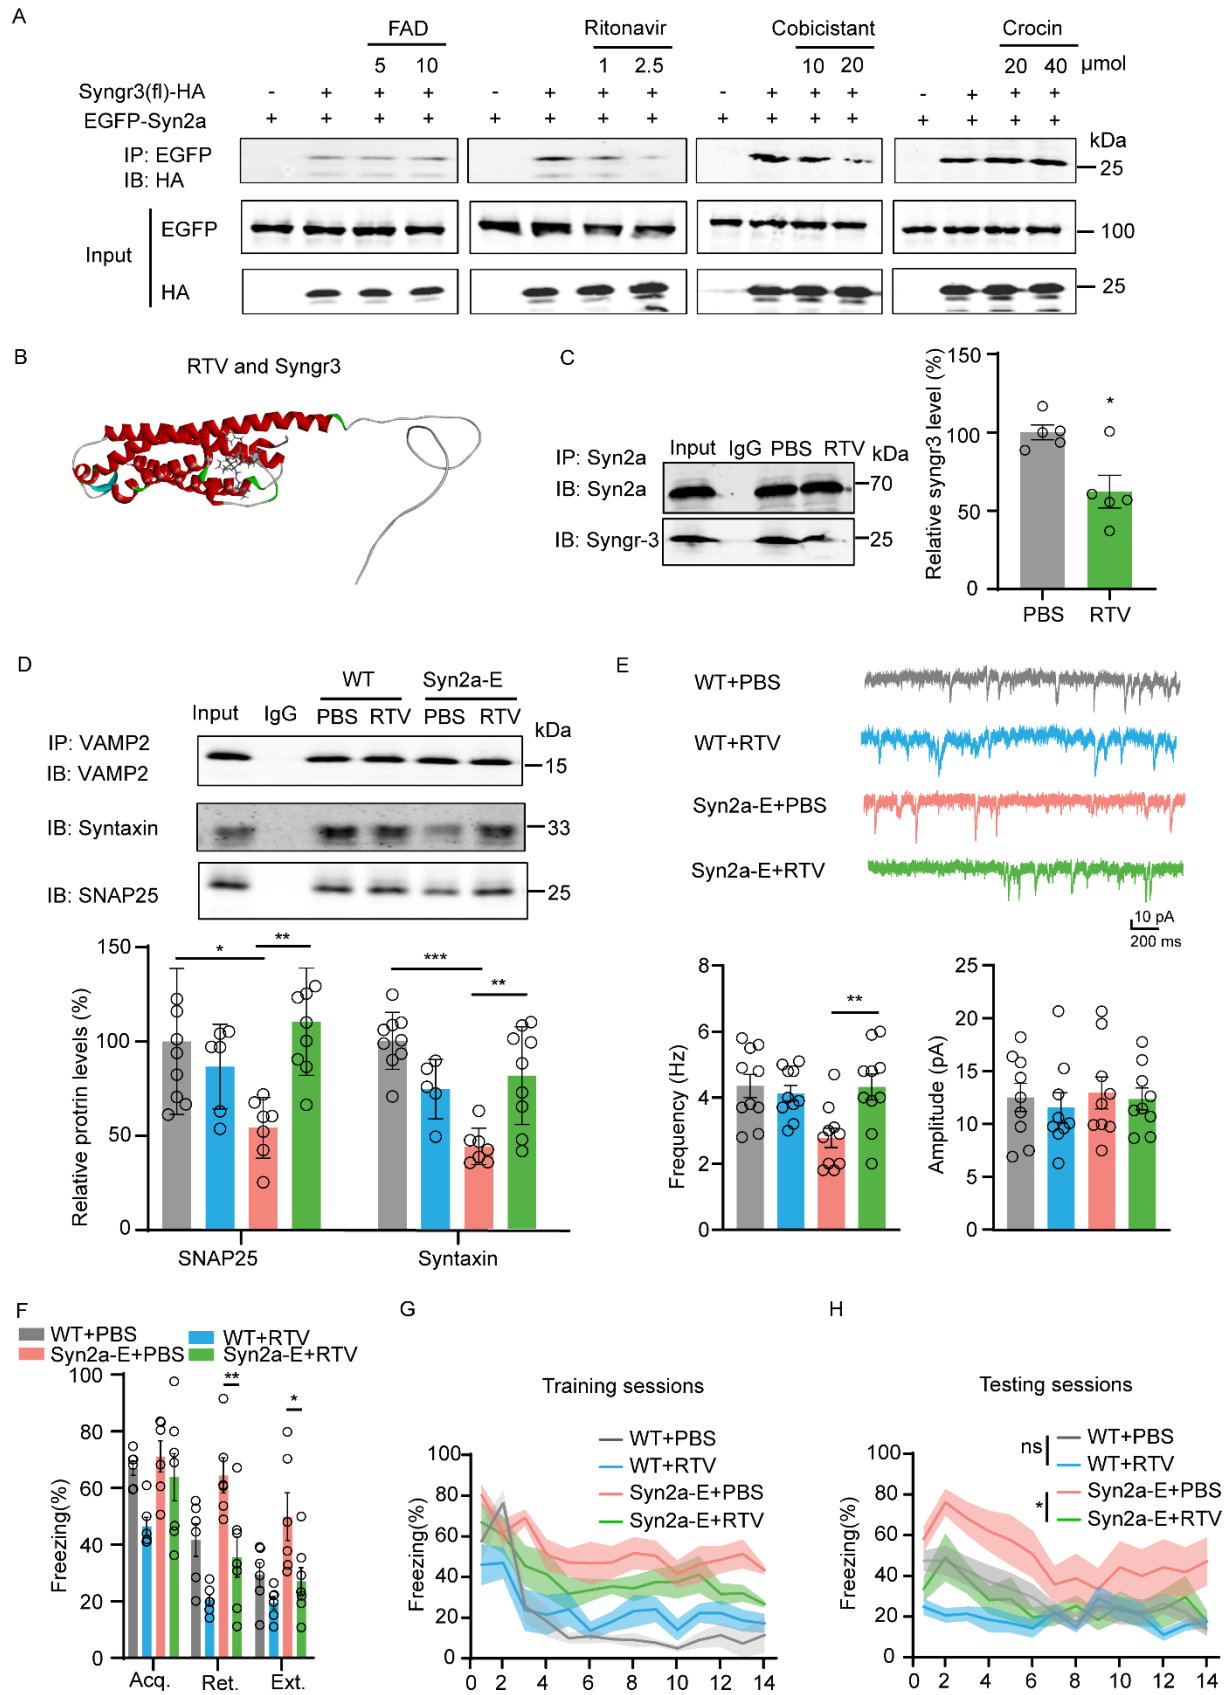 A
FAD Ritonavir Cobicistant Crocin
5 10 1 2.5 10 20 20 40 µmol
Syngr3(fl)-HA - + + + - + + + - + + + - + + +
EGFP-Syn2a + + + + + + + + + + + + + + + +
kDa
IP: EGFP
IB: HA
25
Input
EGFP
100
HA
25
B
RTV and Syngr3
C
Input IgG PBS RTV kDa
IP: Syn2a
IB: Syn2a
70
IB: Syngr-3
25
Relative syngr3 level (%)
150
100
50
0
*
PBS RTV
D
WT Syn2a-E
Input IgG PBS RTV PBS RTV kDa
IP: VAMP2
IB: VAMP2
15
IB: Syntaxin
33
IB: SNAP25
25
Relative protrin levels (%)
150
100
50
0
* ** *** **
SNAP25 Syntaxin
E
WT+PBS
WT+RTV
Syn2a-E+PBS
Syn2a-E+RTV
10 pA
200 ms
Frequency (Hz)
8
6
4
2
0
**
Amplitude (pA)
25
20
15
10
5
0
F
WT+PBS WT+RTV
Syn2a-E+PBS Syn2a-E+RTV
Freezing(%)
100
80
60
40
20
0
** *
Acq. Ret. Ext.
G
Training sessions
WT+PBS
WT+RTV
Syn2a-E+PBS
Syn2a-E+RTV
Freezing(%)
100
80
60
40
20
0
0 2 4 6 8 10 12 14
H
Testing sessions
ns
WT+PBS
WT+RTV
*
Syn2a-E+PBS
Syn2a-E+RTV
Freezing(%)
100
80
60
40
20
0
0 2 4 6 8 10 12 14